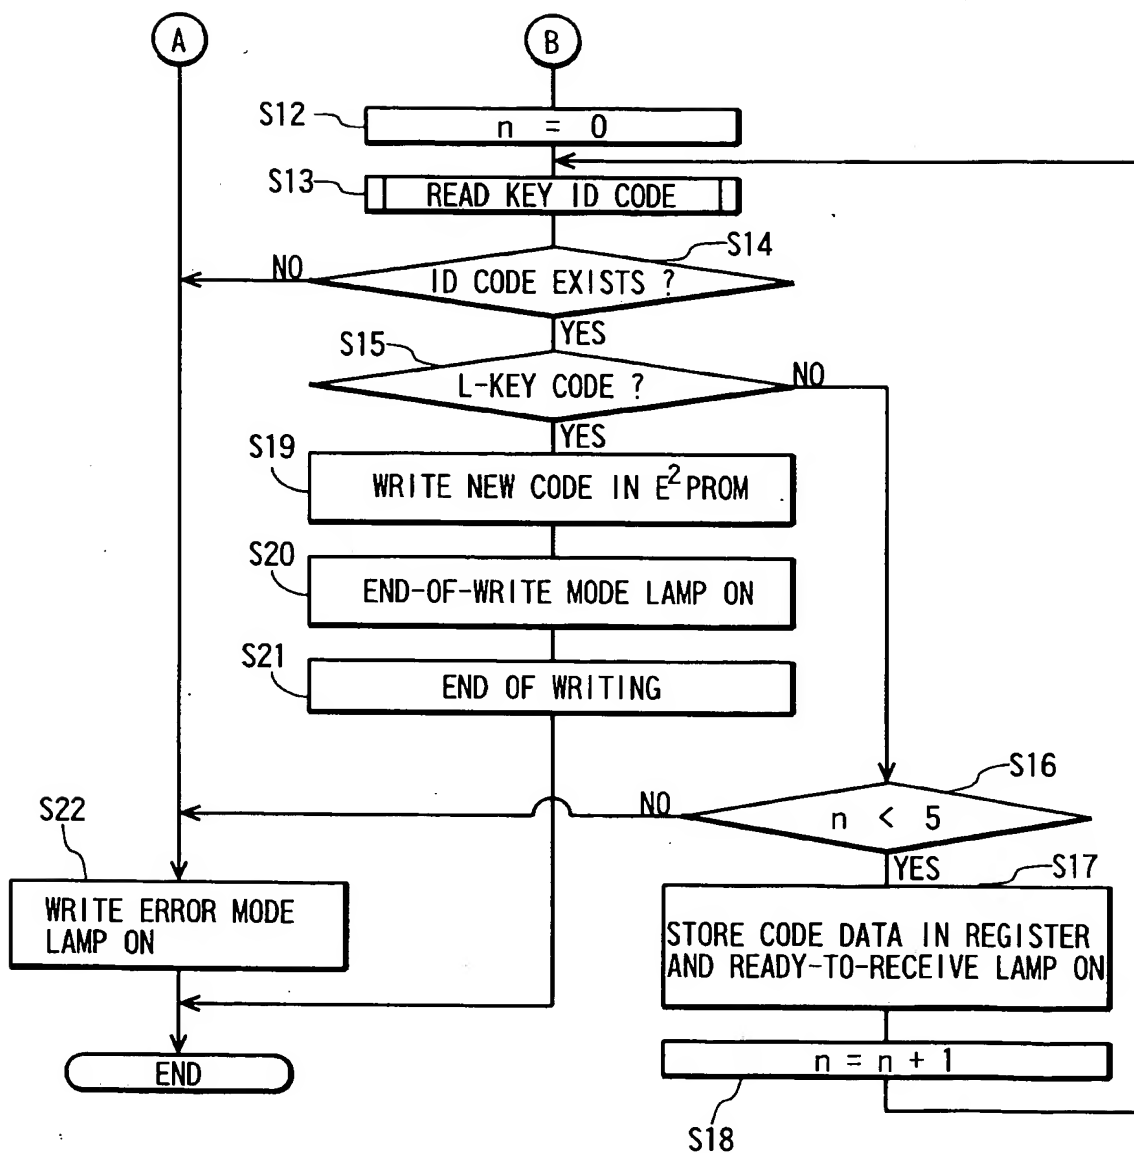 A
B
S12
n = 0
S13
READ KEY ID CODE
S14
NO
ID CODE EXISTS ?
YES
S15
L-KEY CODE ?
NO
YES
S19
WRITE NEW CODE IN E²PROM
S20
END-OF-WRITE MODE LAMP ON
S21
END OF WRITING
S16
NO
n < 5
YES
S22
WRITE ERROR MODE
LAMP ON
S17
STORE CODE DATA IN REGISTER
AND READY-TO-RECEIVE LAMP ON
n = n + 1
S18
END